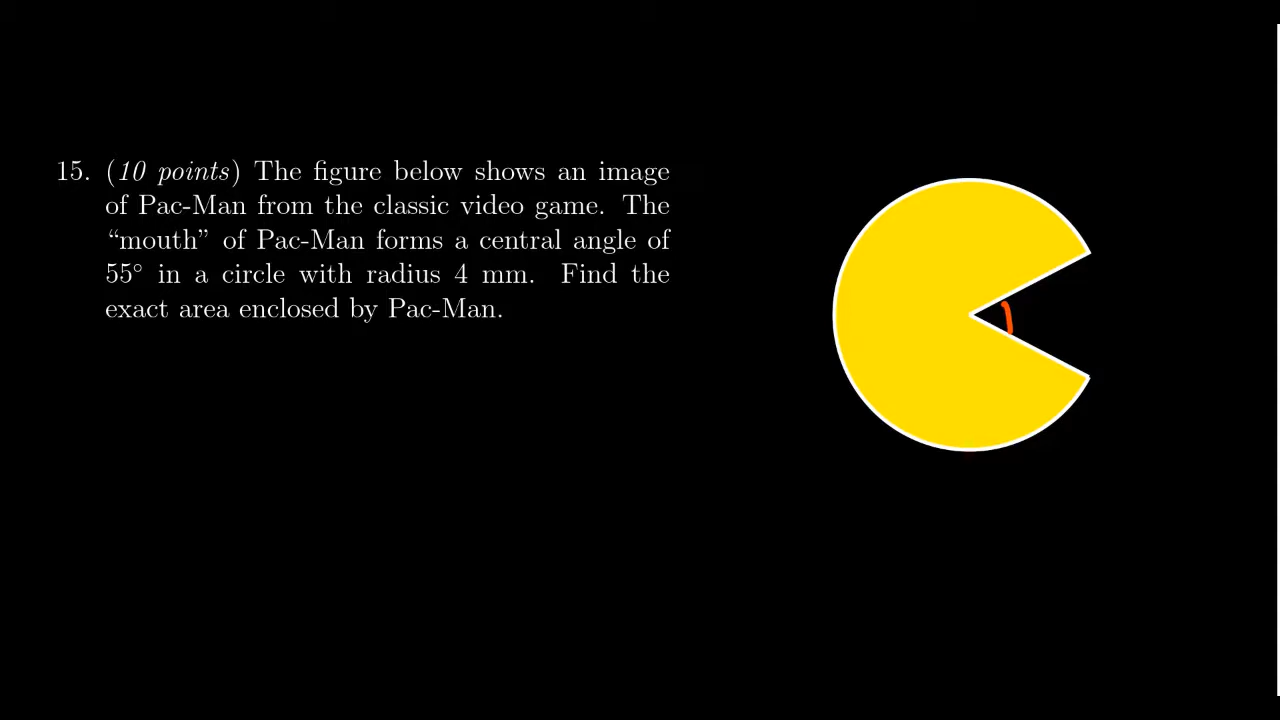 15. (10 points) The figure below shows an image
of Pac-Man from the classic video game. The
“mouth” of Pac-Man forms a central angle of
55° in a circle with radius 4 mm. Find the
exact area enclosed by Pac-Man.